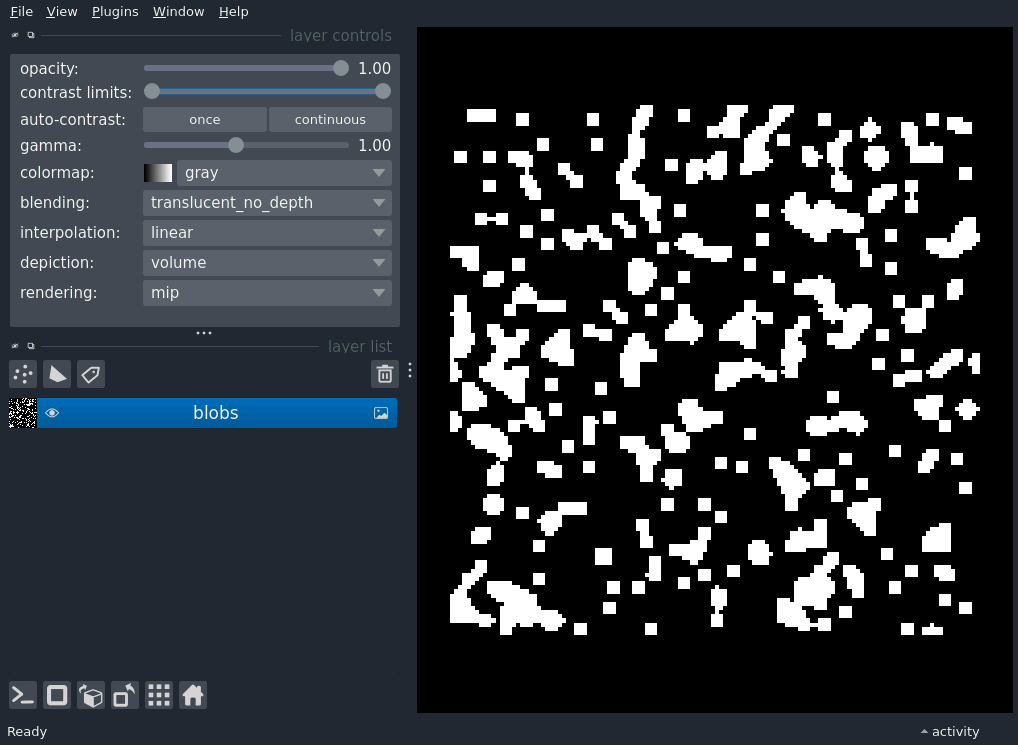 File View Plugins Window Help
layer controls
opacity: 1.00
contrast limits:
auto-contrast: once continuous
gamma: 1.00
colormap: gray
blending: translucent_no_depth
interpolation: linear
depiction: volume
rendering: mip
layer list
blobs
Ready
activity